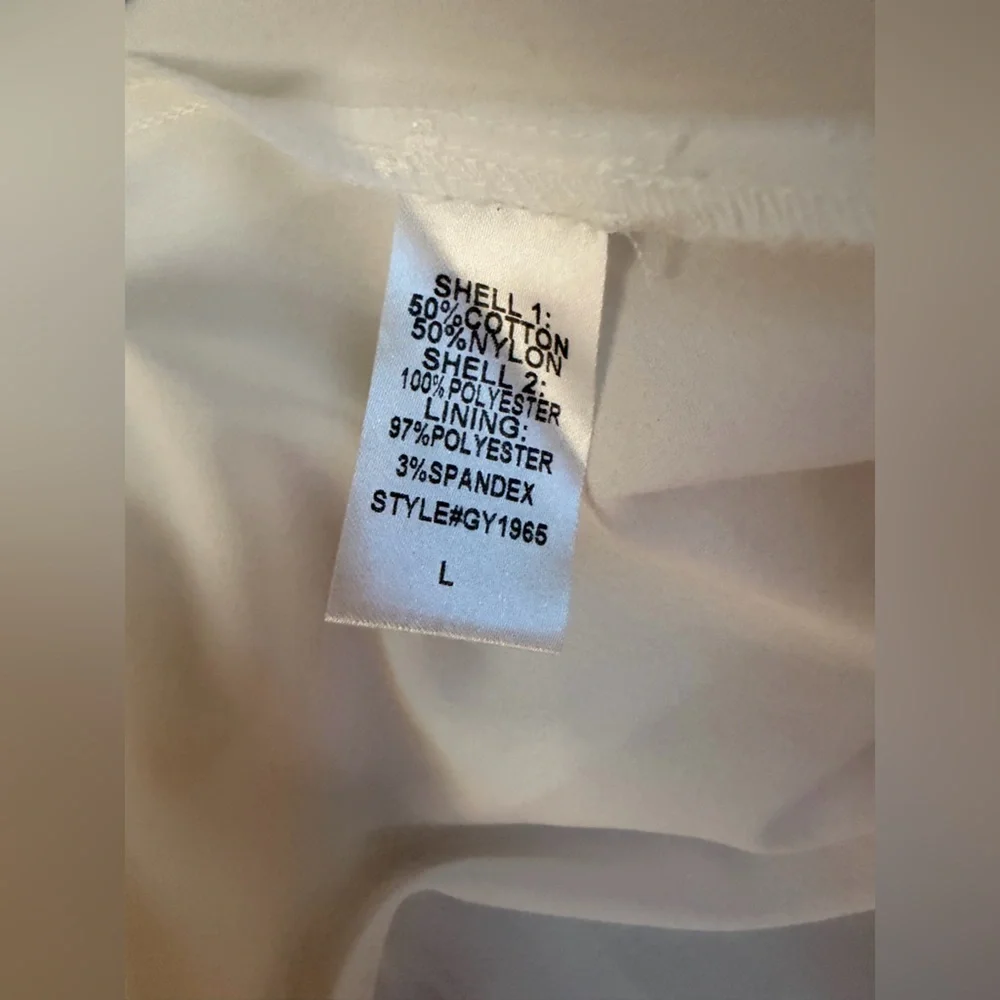 SHELL 1:
50%COTTON
50%NYLON
SHELL 2:
100%POLYESTER
LINING:
97%POLYESTER
3%SPANDEX
STYLE#GY1965
L